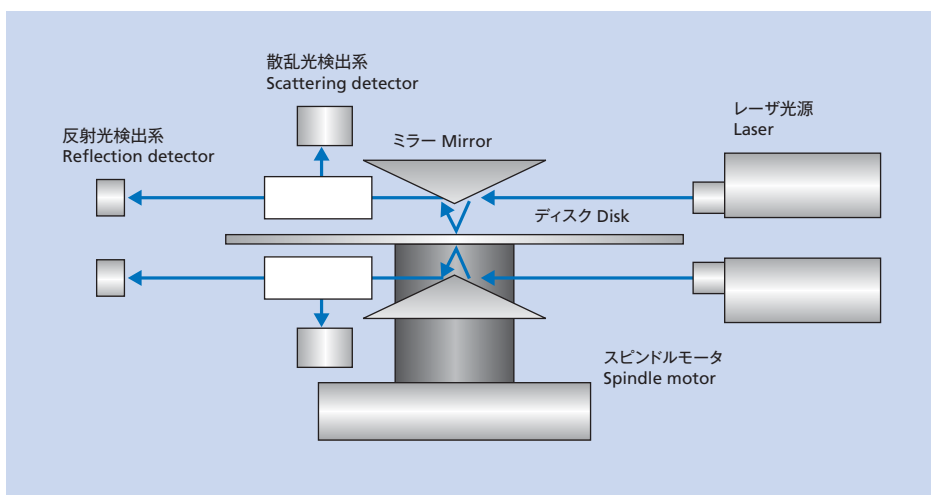 散乱光検出系
Scattering detector
レーザ光源
Laser
反射光検出系
Reflection detector
ミラー Mirror
ディスク Disk
スピンドルモータ
Spindle motor